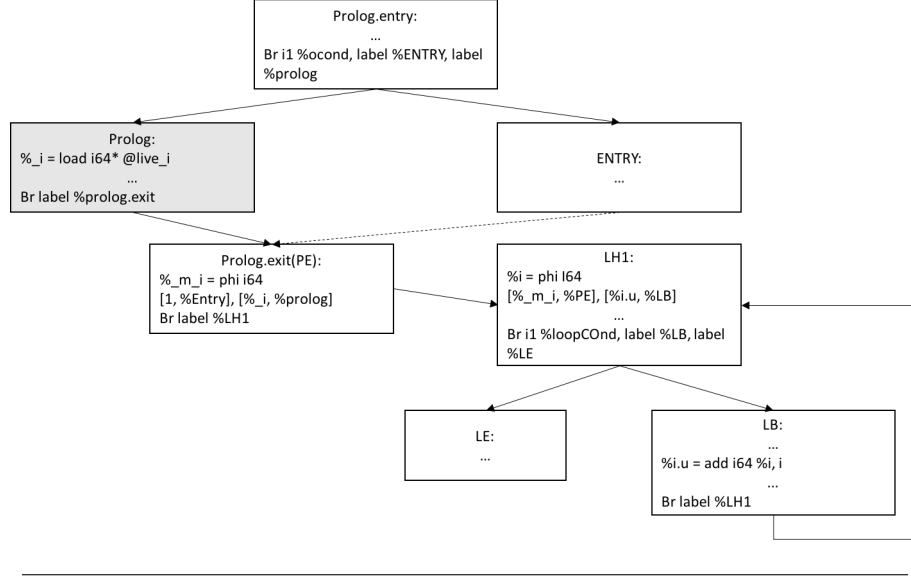 Prolog.entry:
...
Br i1 %ocond, label %ENTRY, label
%prolog
Prolog:
%_i = load i64* @live_i
...
Br label %prolog.exit
ENTRY:
...
Prolog.exit(PE):
%_m_i = phi i64
[1, %Entry], [%_i, %prolog]
Br label %LH1
LH1:
%i = phi I64
[%_m_i, %PE], [%i.u, %LB]
...
Br i1 %loopCOnd, label %LB, label
%LE
LE:
...
LB:
...
%i.u = add i64 %i, i
...
Br label %LH1